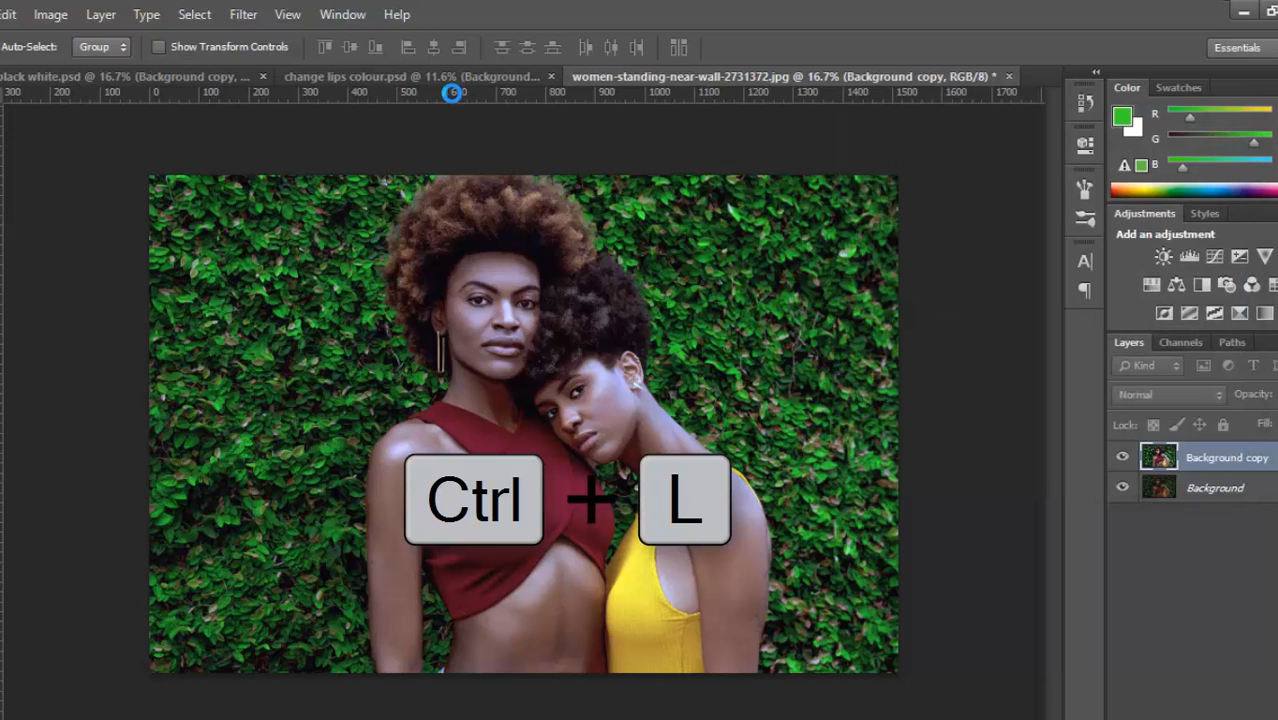 dit Image Layer Type Select Filter View Window Help
Auto-Select: Group Show Transform Controls Essentials
black white.psd @ 16.7% (Background copy, ... × change lips colour.psd @ 11.6% (Background... × women-standing-near-wall-2731372.jpg @ 16.7% (Background copy, RGB/8) * ×
300 200 100 0 100 200 300 400 500 700 800 900 1000 1100 1200 1300 1400 1500 1600 1700
Color Swatches
R
G
B
Adjustments Styles
Add an adjustment
A
Layers Channels Paths
Kind T
Normal Opacity:
Lock: Fill:
Background copy
Background
Ctrl + L